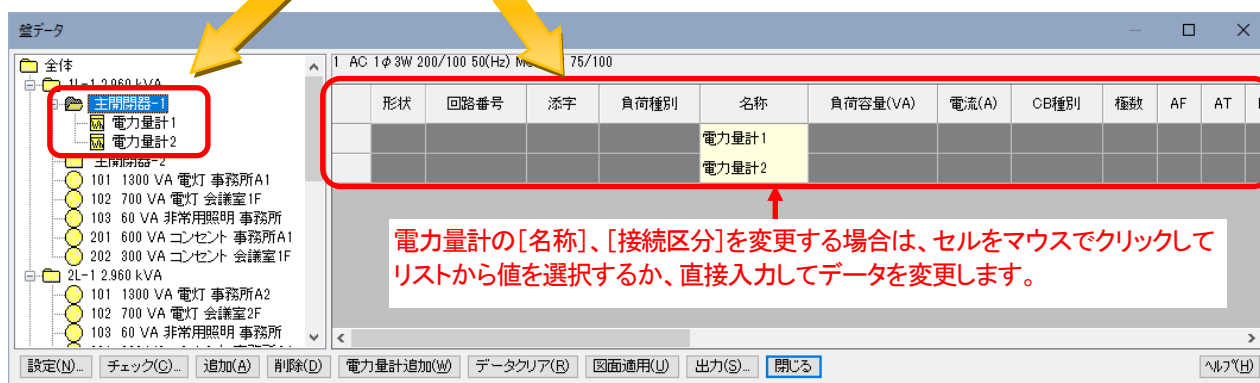 盤データ
全体
1 AC 1φ3W 200/100 50(Hz) 75/100
1L-1 2.960 kVA
主開閉器-1
電力量計1
電力量計2
主開閉器-2
101 1300 VA 電灯 事務所A1
102 700 VA 電灯 会議室1F
103 60 VA 非常用照明 事務所
201 600 VA コンセント 事務所A1
202 300 VA コンセント 会議室1F
2L-1 2.960 kVA
101 1300 VA 電灯 事務所A2
102 700 VA 電灯 会議室2F
103 60 VA 非常用照明 事務所
形状 回路番号 添字 負荷種別 名称 負荷容量(VA) 電流(A) CB種別 極数 AF AT
電力量計1
電力量計2
電力量計の[名称]、[接続区分]を変更する場合は、セルをマウスでクリックして
リストから値を選択するか、直接入力してデータを変更します。
設定(N)... チェック(C)... 追加(A) 削除(D) 電力量計追加(W) データクリア(R) 図面適用(U) 出力(S)... 閉じる ヘルプ(H)